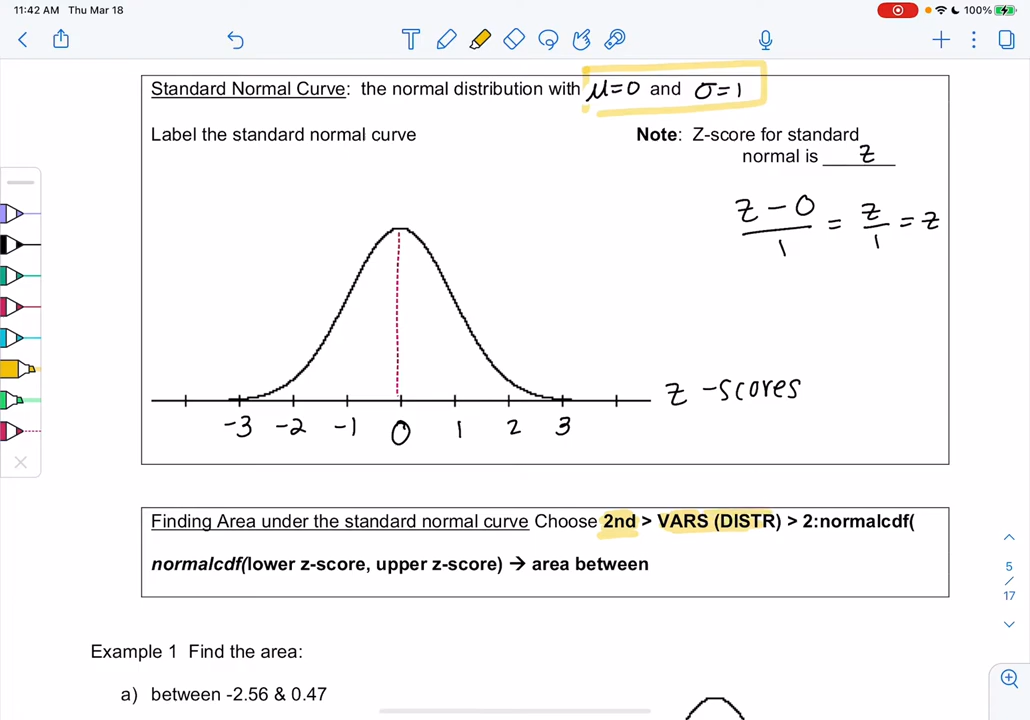 11:42 AM Thu Mar 18
100%
Standard Normal Curve: the normal distribution with μ=0 and σ=1
Label the standard normal curve
Note: Z-score for standard
normal is z
z - 0 / 1 = z / 1 = z
z -scores
-3 -2 -1 0 1 2 3
Finding Area under the standard normal curve Choose 2nd > VARS (DISTR) > 2:normalcdf(
normalcdf(lower z-score, upper z-score) → area between
5
/
17
Example 1 Find the area:
a) between -2.56 & 0.47